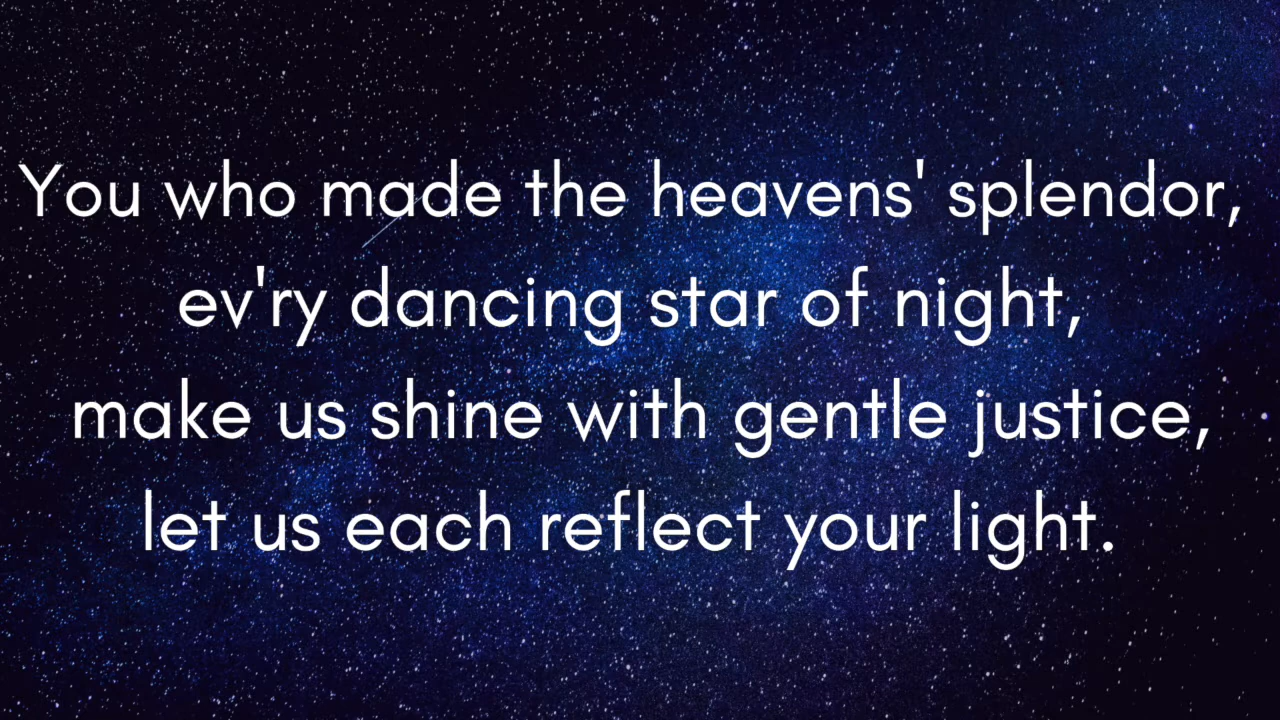 You who made the heavens' splendor,
ev'ry dancing star of night,
make us shine with gentle justice,
let us each reflect your light.